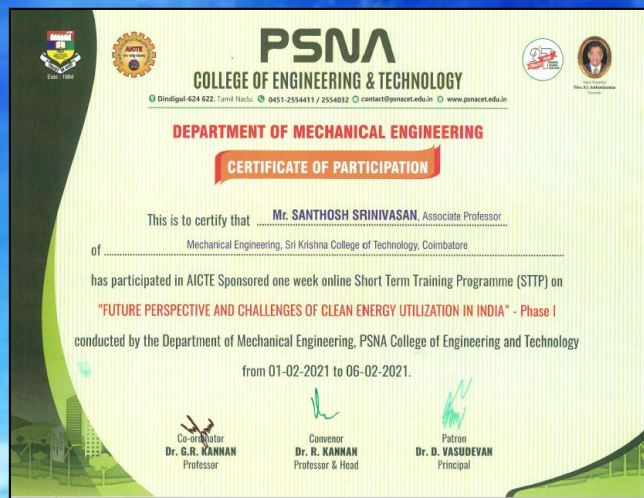 Estd : 1984
AICTE
PSNA
COLLEGE OF ENGINEERING & TECHNOLOGY
Dindigul-624 622. Tamil Nadu. 0451-2554411 / 2554032 contact@psnacet.edu.in www.psnacet.edu.in
DEPARTMENT OF MECHANICAL ENGINEERING
CERTIFICATE OF PARTICIPATION
This is to certify that Mr. SANTHOSH SRINIVASAN, Associate Professor
of Mechanical Engineering, Sri Krishna College of Technology, Coimbatore
has participated in AICTE Sponsored one week online Short Term Training Programme (STTP) on
"FUTURE PERSPECTIVE AND CHALLENGES OF CLEAN ENERGY UTILIZATION IN INDIA" - Phase I
conducted by the Department of Mechanical Engineering, PSNA College of Engineering and Technology
from 01-02-2021 to 06-02-2021.
Co-ordinator
Dr. G.R. KANNAN
Professor
Convenor
Dr. R. KANNAN
Professor & Head
Patron
Dr. D. VASUDEVAN
Principal